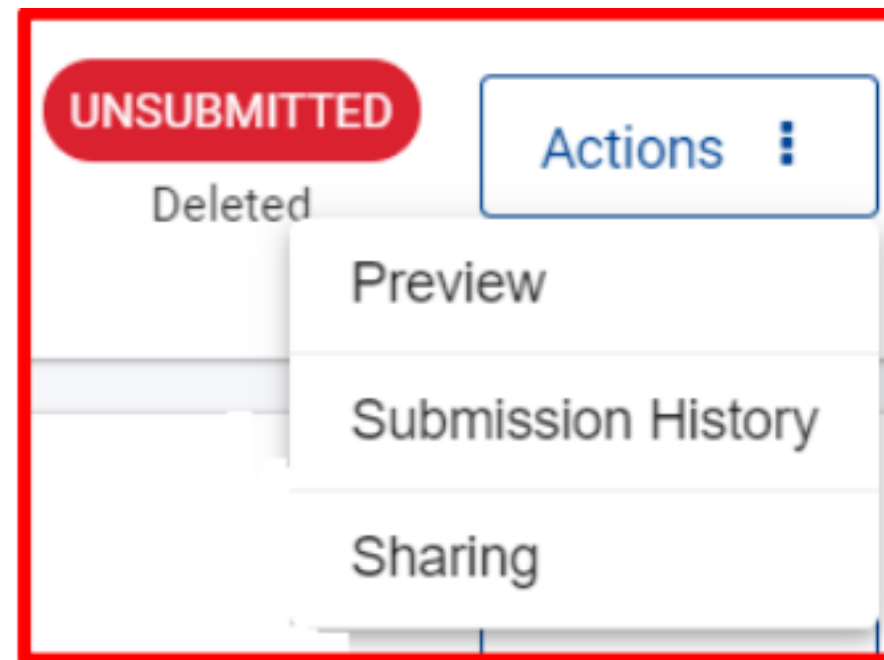 UNSUBMITTED
Deleted
Actions
Preview
Submission History
Sharing